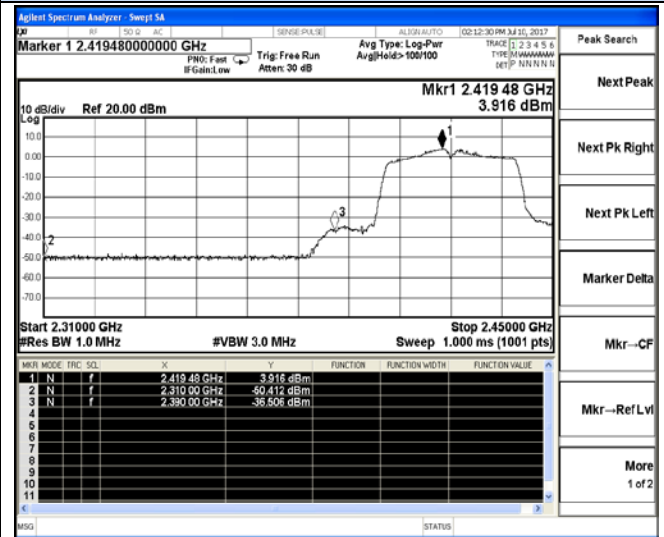 Agilent Spectrum Analyzer - Swept SA
RF 50 Ω AC SENSE:PULSE ALIGN AUTO 02:12:30 PM Jul 10, 2017
Marker 1 2.419480000000 GHz
PNO: Fast
IFGain:Low
Trig: Free Run
Atten: 30 dB
Avg Type: Log-Pwr
Avg|Hold:> 100/100
TRACE 1 2 3 4 5 6
TYPE MWWWWW
DET P NNNNN
Peak Search
Mkr1 2.419 48 GHz
3.916 dBm
10 dB/div Ref 20.00 dBm
Log
10.0
0.00
-10.0
-20.0
-30.0
-40.0
-50.0
-60.0
-70.0
1
2
3
Start 2.31000 GHz Stop 2.45000 GHz
#Res BW 1.0 MHz #VBW 3.0 MHz Sweep 1.000 ms (1001 pts)
MKR MODE TRC SCL X Y FUNCTION FUNCTION WIDTH FUNCTION VALUE
1 N f 2.419 48 GHz 3.916 dBm
2 N f 2.310 00 GHz -50.412 dBm
3 N f 2.390 00 GHz -36.506 dBm
4
5
6
7
8
9
10
11
MSG STATUS
Next Peak
Next Pk Right
Next Pk Left
Marker Delta
Mkr→CF
Mkr→Ref Lvl
More
1 of 2